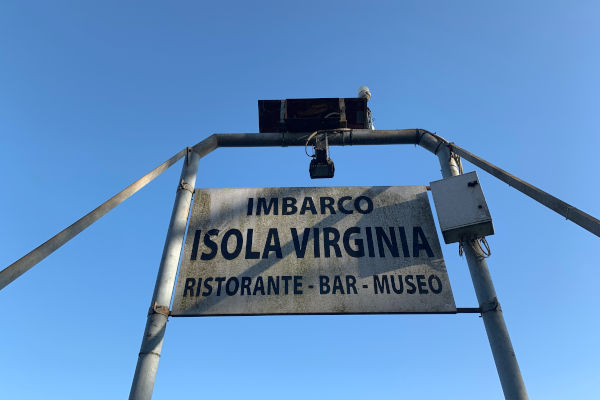 IMBARCO
ISOLA VIRGINIA
RISTORANTE - BAR - MUSEO